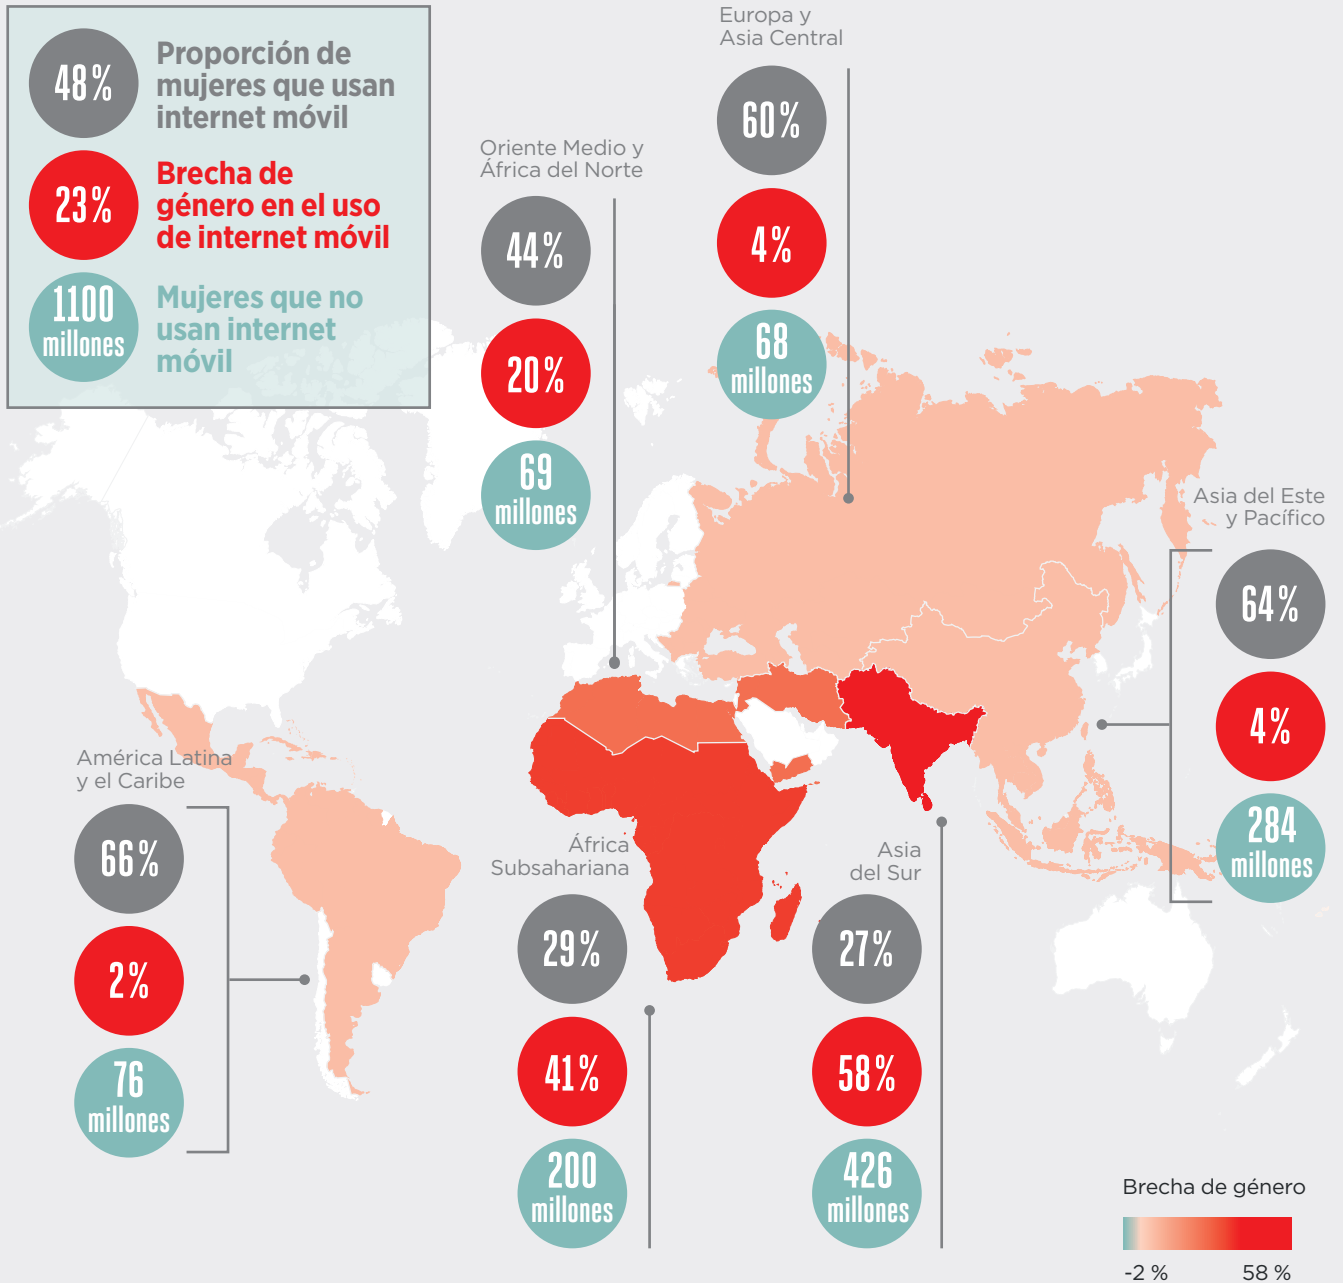 48%
Proporción de
mujeres que usan
internet móvil
23%
Brecha de
género en el uso
de internet móvil
1100
millones
Mujeres que no
usan internet
móvil
Europa y
Asia Central
60%
4%
68
millones
Oriente Medio y
África del Norte
44%
20%
69
millones
Asia del Este
y Pacífico
64%
4%
284
millones
América Latina
y el Caribe
66%
2%
76
millones
África
Subsahariana
29%
41%
200
millones
Asia
del Sur
27%
58%
426
millones
Brecha de género
-2 %
58 %